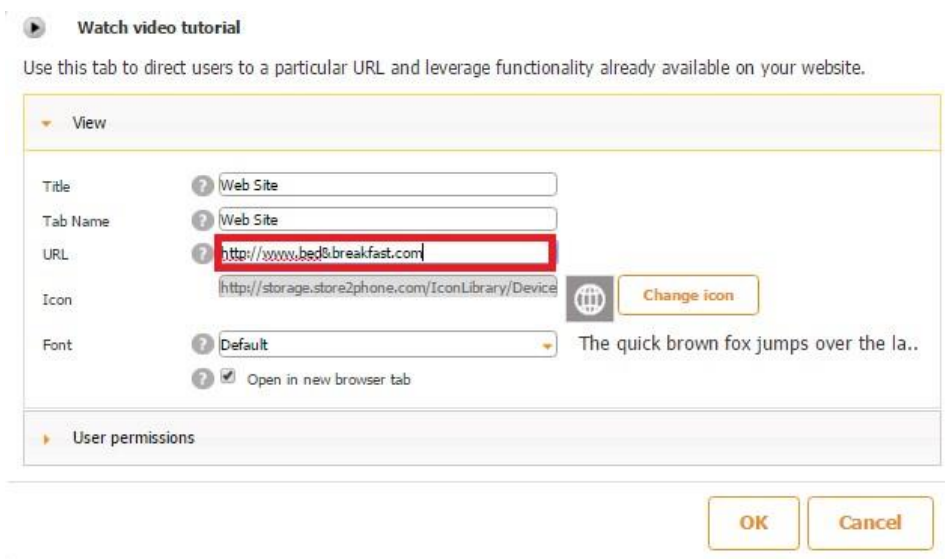 Watch video tutorial
Use this tab to direct users to a particular URL and leverage functionality already available on your website.
View
Title ? Web Site
Tab Name ? Web Site
URL ? http://www.bed&breakfast.com
Icon http://storage.store2phone.com/IconLibrary/Device Change icon
Font ? Default The quick brown fox jumps over the la..
? Open in new browser tab
User permissions
OK Cancel